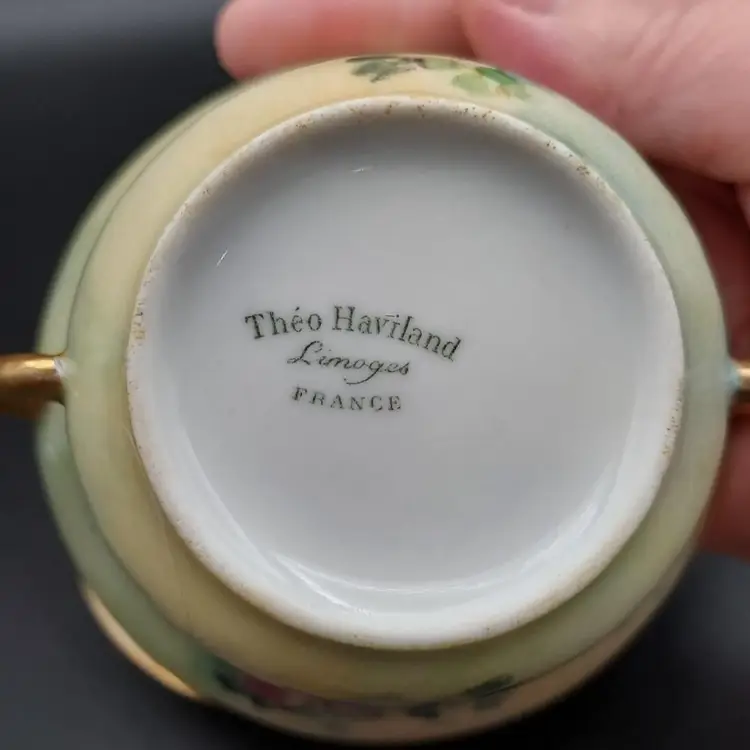 Théo Haviland
Limoges
FRANCE